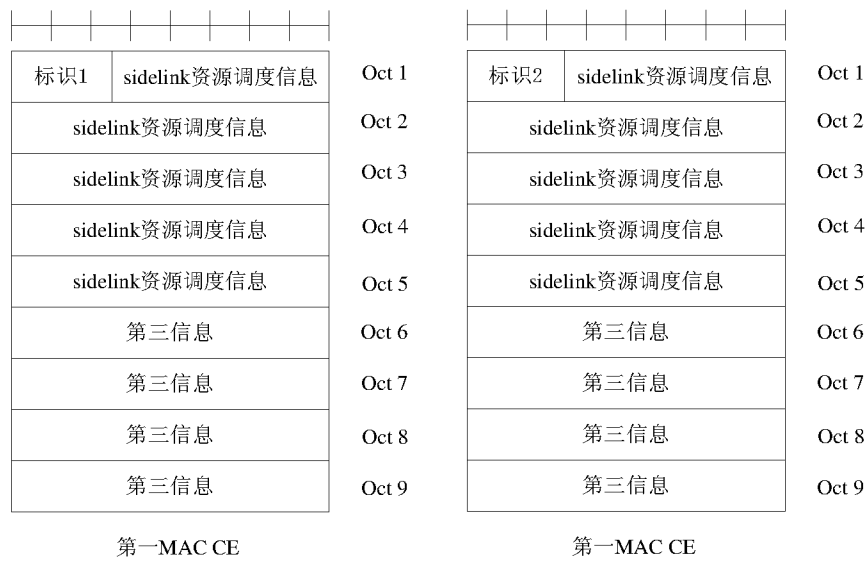 标识1 sidelink资源调度信息 Oct 1
sidelink资源调度信息 Oct 2
sidelink资源调度信息 Oct 3
sidelink资源调度信息 Oct 4
sidelink资源调度信息 Oct 5
第三信息 Oct 6
第三信息 Oct 7
第三信息 Oct 8
第三信息 Oct 9
第一MAC CE
标识2 sidelink资源调度信息 Oct 1
sidelink资源调度信息 Oct 2
sidelink资源调度信息 Oct 3
sidelink资源调度信息 Oct 4
sidelink资源调度信息 Oct 5
第三信息 Oct 6
第三信息 Oct 7
第三信息 Oct 8
第三信息 Oct 9
第一MAC CE